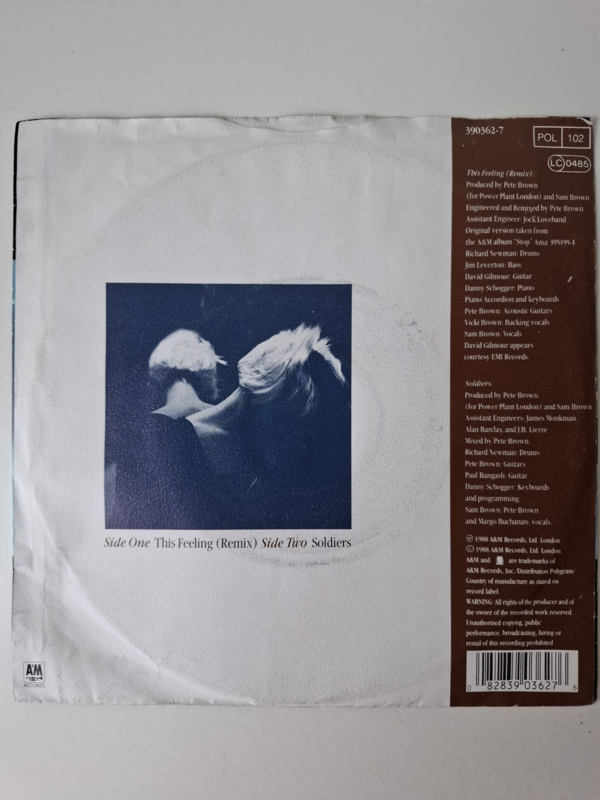 390362-7
POL 102
LC 0485
This Feeling (Remix).
Produced by Pete Brown
(for Power Plant London) and Sam Brown
Engineered and Remixed by Pete Brown
Assistant Engineer: Jock Loveband
Original version taken from
the A&M album "Stop" Ama 395195-1
Richard Newman: Drums
Jim Leverton: Bass
David Gilmour: Guitar
Danny Schogger: Piano
Piano Accordion and keyboards
Pete Brown: Acoustic Guitars
Vicki Brown: Backing vocals
Sam Brown: Vocals
David Gilmour appears
courtesy EMI Records.
Soldiers.
Produced by Pete Brown
(for Power Plant London) and Sam Brown
Assistant Engineers: James Monkman
Alan Barclay, and J.B. Lierre
Mixed by Pete Brown
Richard Newman: Drums
Pete Brown: Guitars
Paul Bangash: Guitar
Danny Schogger: Keyboards
and programming
Sam Brown, Pete Brown
and Margo Buchanan: vocals.
℗ 1988 A&M Records, Ltd. London
© 1988 A&M Records, Ltd. London.
A&M and are trademarks of
A&M Records, Inc./Distribution Polygram
Country of manufacture as stated on
record label.
WARNING: All rights of the producer and of
the owner of the recorded work reserved.
Unauthorised copying, public
performance, broadcasting, hiring or
rental of this recording prohibited
0 82839 03627 6
Side One This Feeling (Remix) Side Two Soldiers
A&M
RECORDS